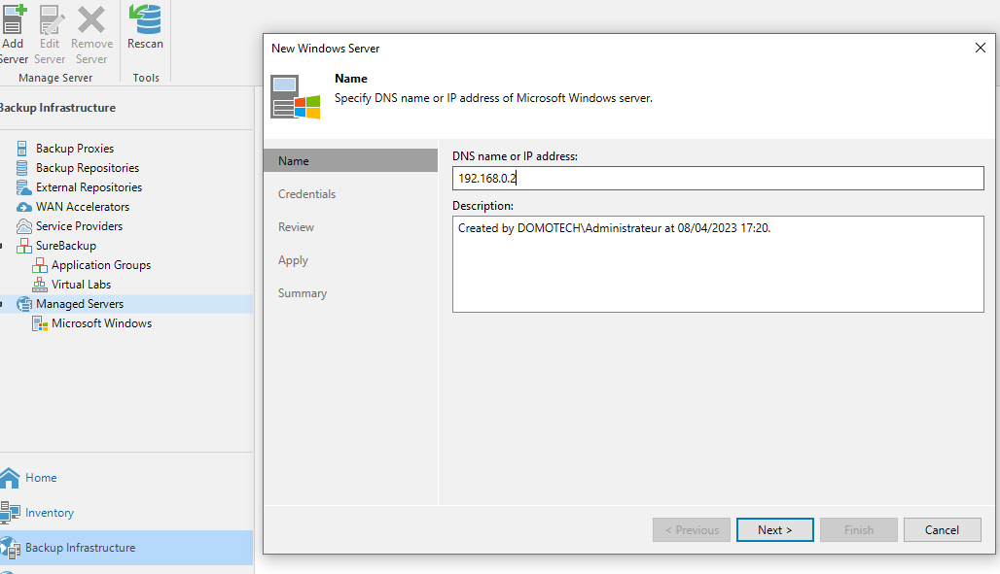 Add Server
Edit Server
Remove Server
Rescan
Manage Server
Tools
Backup Infrastructure
Backup Proxies
Backup Repositories
External Repositories
WAN Accelerators
Service Providers
SureBackup
Application Groups
Virtual Labs
Managed Servers
Microsoft Windows
Home
Inventory
Backup Infrastructure
New Windows Server
Name
Specify DNS name or IP address of Microsoft Windows server.
Name
Credentials
Review
Apply
Summary
DNS name or IP address:
192.168.0.2
Description:
Created by DOMOTECH\Administrateur at 08/04/2023 17:20.
< Previous
Next >
Finish
Cancel